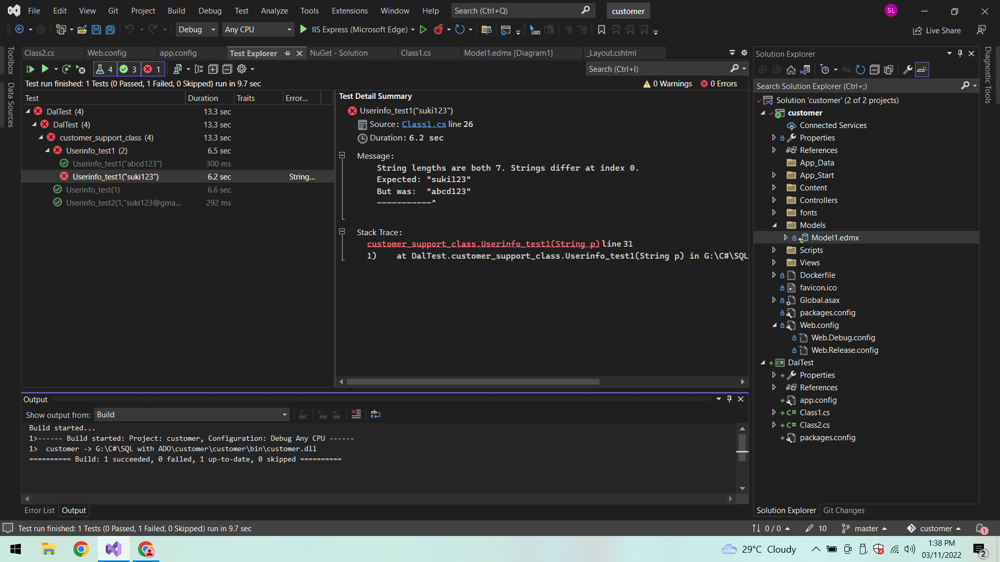 File Edit View Git Project Build Debug Test Analyze Tools Extensions Window Help Search (Ctrl+Q) customer SL
Debug Any CPU IIS Express (Microsoft Edge) Live Share
Toolbox
Data Sources
Class2.cs Web.config app.config Test Explorer NuGet - Solution Class1.cs Model1.edmx [Diagram1] _Layout.cshtml
4 3 1 Search (Ctrl+I)
Test run finished: 1 Tests (0 Passed, 1 Failed, 0 Skipped) run in 9.7 sec 0 Warnings 0 Errors
Test Duration Traits Error...
DalTest (4) 13.3 sec
DalTest (4) 13.3 sec
customer_support_class (4) 13.3 sec
Userinfo_test1 (2) 6.5 sec
Userinfo_test1("abcd123") 300 ms
Userinfo_test1("suki123") 6.2 sec String...
Userinfo_test(1) 6.6 sec
Userinfo_test2(1,"suki123@gma... 292 ms
Test Detail Summary
Userinfo_test1("suki123")
Source: Class1.cs line 26
Duration: 6.2 sec
Message:
String lengths are both 7. Strings differ at index 0.
Expected: "suki123"
But was: "abcd123"
-----------^
Stack Trace:
customer_support_class.Userinfo_test1(String p) line 31
1) at DalTest.customer_support_class.Userinfo_test1(String p) in G:\C#\SQL
Output
Show output from: Build
Build started...
1>------ Build started: Project: customer, Configuration: Debug Any CPU ------
1> customer -> G:\C#\SQL with ADO\customer\customer\bin\customer.dll
========== Build: 1 succeeded, 0 failed, 1 up-to-date, 0 skipped ==========
Error List Output
Solution Explorer
Search Solution Explorer (Ctrl+;)
Solution 'customer' (2 of 2 projects)
customer
Connected Services
Properties
References
App_Data
App_Start
Content
Controllers
fonts
Models
Model1.edmx
Scripts
Views
Dockerfile
favicon.ico
Global.asax
packages.config
Web.config
Web.Debug.config
Web.Release.config
DalTest
Properties
References
app.config
Class1.cs
Class2.cs
packages.config
Solution Explorer Git Changes
Diagnostic Tools
Test run finished: 1 Tests (0 Passed, 1 Failed, 0 Skipped) run in 9.7 sec 0 / 0 10 master customer 1
29°C Cloudy 1:38 PM
03/11/2022 2